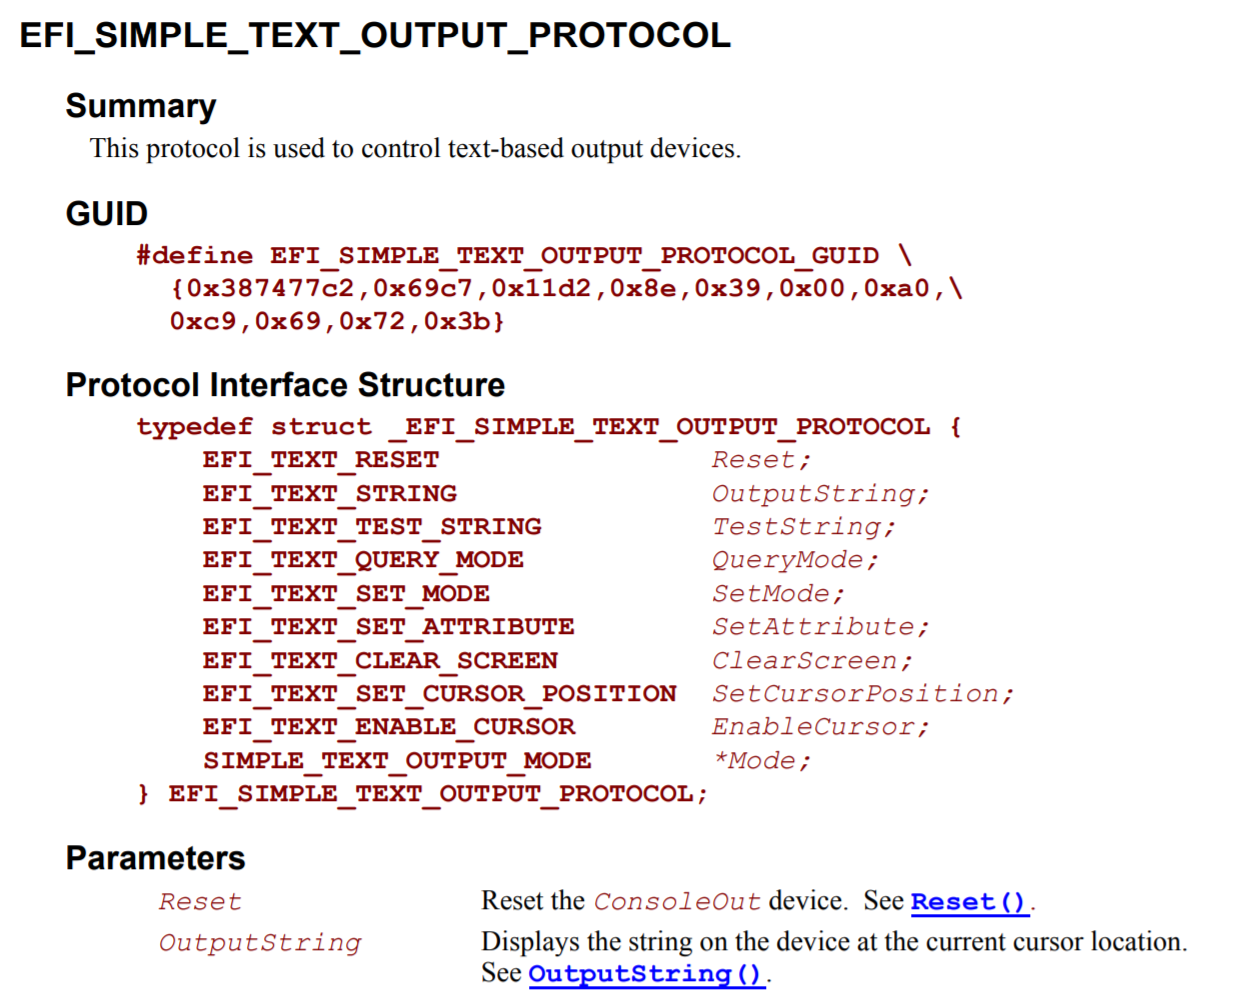 EFI_SIMPLE_TEXT_OUTPUT_PROTOCOL
Summary
This protocol is used to control text-based output devices.
GUID
#define EFI_SIMPLE_TEXT_OUTPUT_PROTOCOL_GUID \
{0x387477c2,0x69c7,0x11d2,0x8e,0x39,0x00,0xa0,\
0xc9,0x69,0x72,0x3b}
Protocol Interface Structure
typedef struct _EFI_SIMPLE_TEXT_OUTPUT_PROTOCOL {
EFI_TEXT_RESET Reset;
EFI_TEXT_STRING OutputString;
EFI_TEXT_TEST_STRING TestString;
EFI_TEXT_QUERY_MODE QueryMode;
EFI_TEXT_SET_MODE SetMode;
EFI_TEXT_SET_ATTRIBUTE SetAttribute;
EFI_TEXT_CLEAR_SCREEN ClearScreen;
EFI_TEXT_SET_CURSOR_POSITION SetCursorPosition;
EFI_TEXT_ENABLE_CURSOR EnableCursor;
SIMPLE_TEXT_OUTPUT_MODE *Mode;
} EFI_SIMPLE_TEXT_OUTPUT_PROTOCOL;
Parameters
Reset Reset the ConsoleOut device. See Reset().
OutputString Displays the string on the device at the current cursor location.
See OutputString().